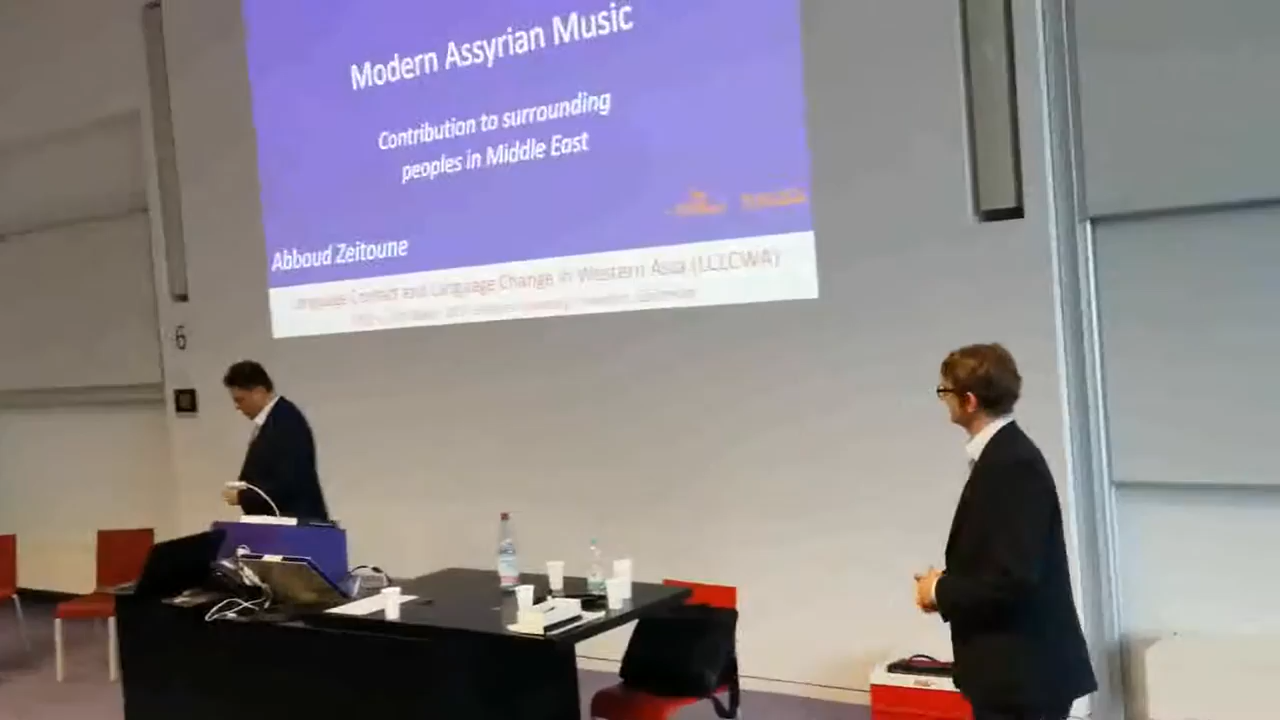 Modern Assyrian Music
Contribution to surrounding
peoples in Middle East
Abboud Zeitoune
Language Contact and Language Change in Western Asia (LCLCWA)
6